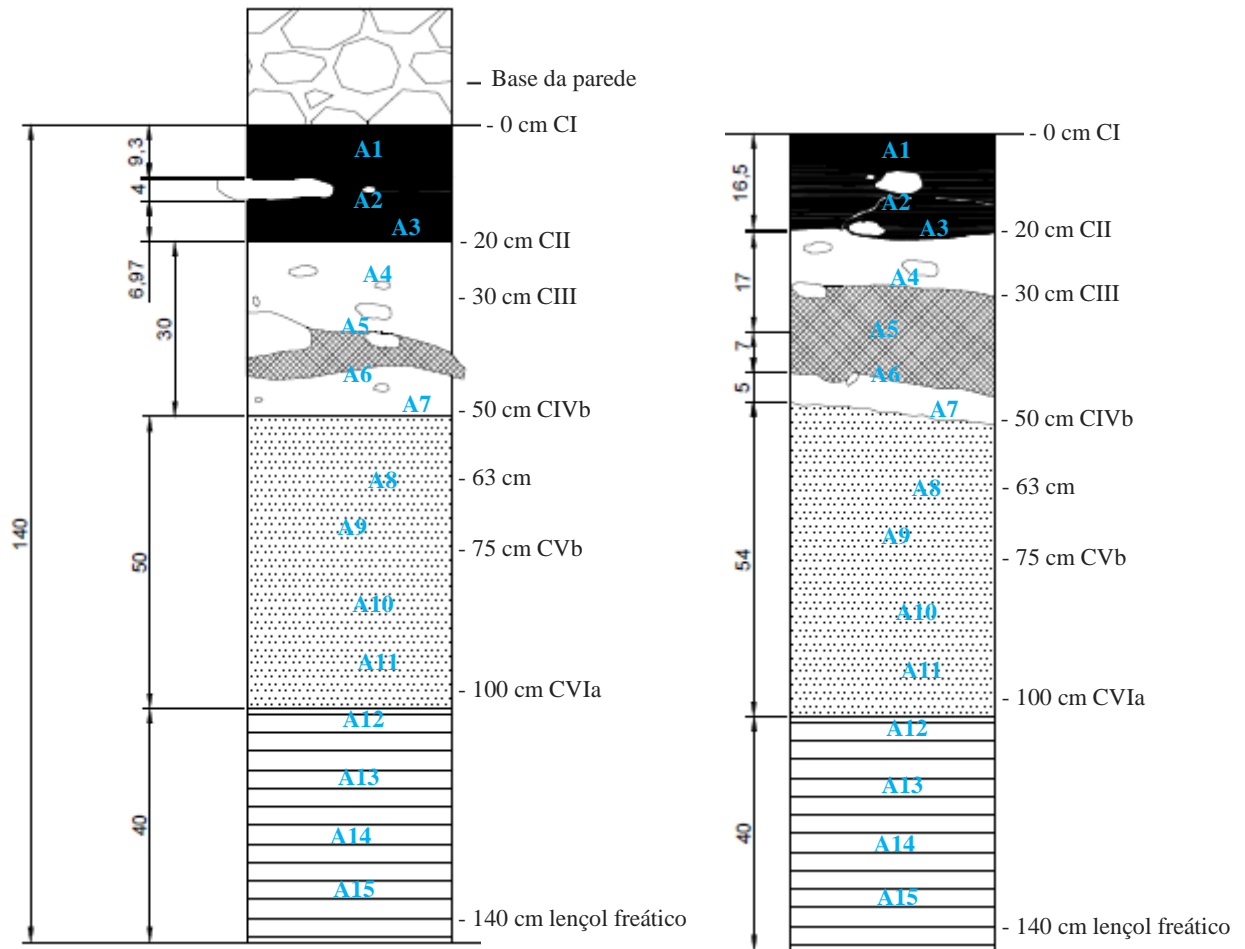 Base da parede
- 0 cm CI
A1
A2
A3
- 20 cm CII
A4
- 30 cm CIII
A5
A6
A7
- 50 cm CIVb
A8
- 63 cm
A9
- 75 cm CVb
A10
A11
- 100 cm CVIa
A12
A13
A14
A15
- 140 cm lençol freático
140
9,3
4
6,97
30
50
40
- 0 cm CI
A1
A2
A3
- 20 cm CII
A4
- 30 cm CIII
A5
A6
A7
- 50 cm CIVb
A8
- 63 cm
A9
- 75 cm CVb
A10
A11
- 100 cm CVIa
A12
A13
A14
A15
- 140 cm lençol freático
16,5
17
7
5
54
40